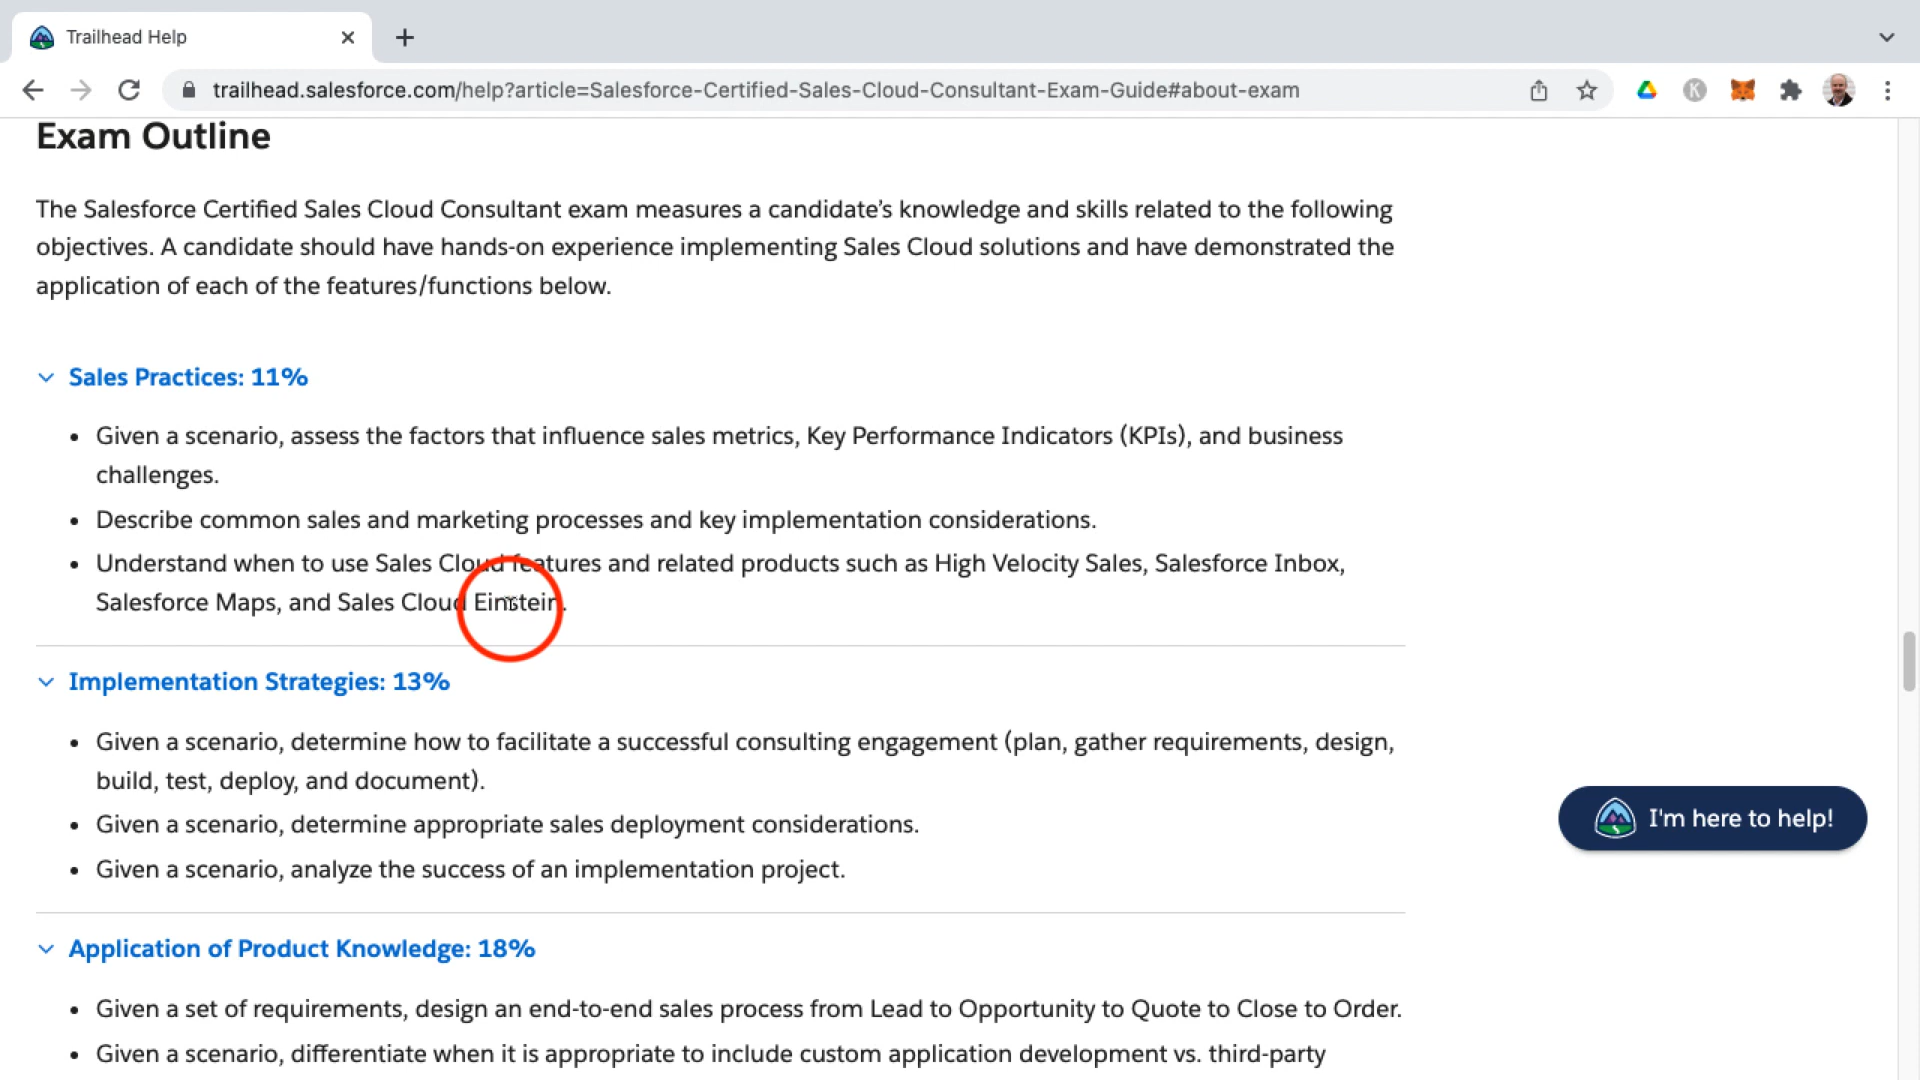 Trailhead Help
trailhead.salesforce.com/help?article=Salesforce-Certified-Sales-Cloud-Consultant-Exam-Guide#about-exam
K
Exam Outline
The Salesforce Certified Sales Cloud Consultant exam measures a candidate’s knowledge and skills related to the following
objectives. A candidate should have hands-on experience implementing Sales Cloud solutions and have demonstrated the
application of each of the features/functions below.
Sales Practices: 11%
• Given a scenario, assess the factors that influence sales metrics, Key Performance Indicators (KPIs), and business
challenges.
• Describe common sales and marketing processes and key implementation considerations.
• Understand when to use Sales Cloud features and related products such as High Velocity Sales, Salesforce Inbox,
Salesforce Maps, and Sales Cloud Einstein.
Implementation Strategies: 13%
• Given a scenario, determine how to facilitate a successful consulting engagement (plan, gather requirements, design,
build, test, deploy, and document).
• Given a scenario, determine appropriate sales deployment considerations.
• Given a scenario, analyze the success of an implementation project.
I'm here to help!
Application of Product Knowledge: 18%
• Given a set of requirements, design an end-to-end sales process from Lead to Opportunity to Quote to Close to Order.
• Given a scenario, differentiate when it is appropriate to include custom application development vs. third-party